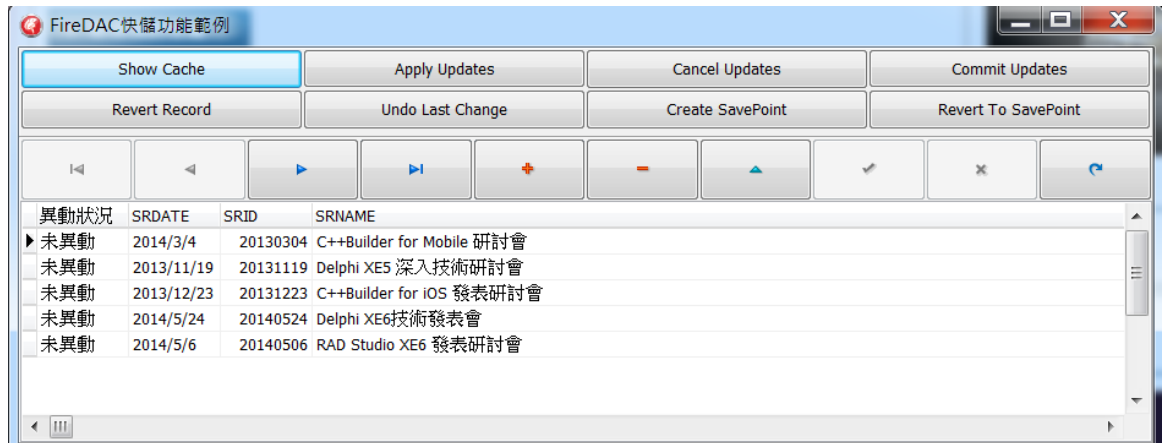 FireDAC快儲功能範例
Show Cache Apply Updates Cancel Updates Commit Updates
Revert Record Undo Last Change Create SavePoint Revert To SavePoint
異動狀況 SRDATE SRID SRNAME
未異動 2014/3/4 20130304 C++Builder for Mobile 研討會
未異動 2013/11/19 20131119 Delphi XE5 深入技術研討會
未異動 2013/12/23 20131223 C++Builder for iOS 發表研討會
未異動 2014/5/24 20140524 Delphi XE6技術發表會
未異動 2014/5/6 20140506 RAD Studio XE6 發表研討會